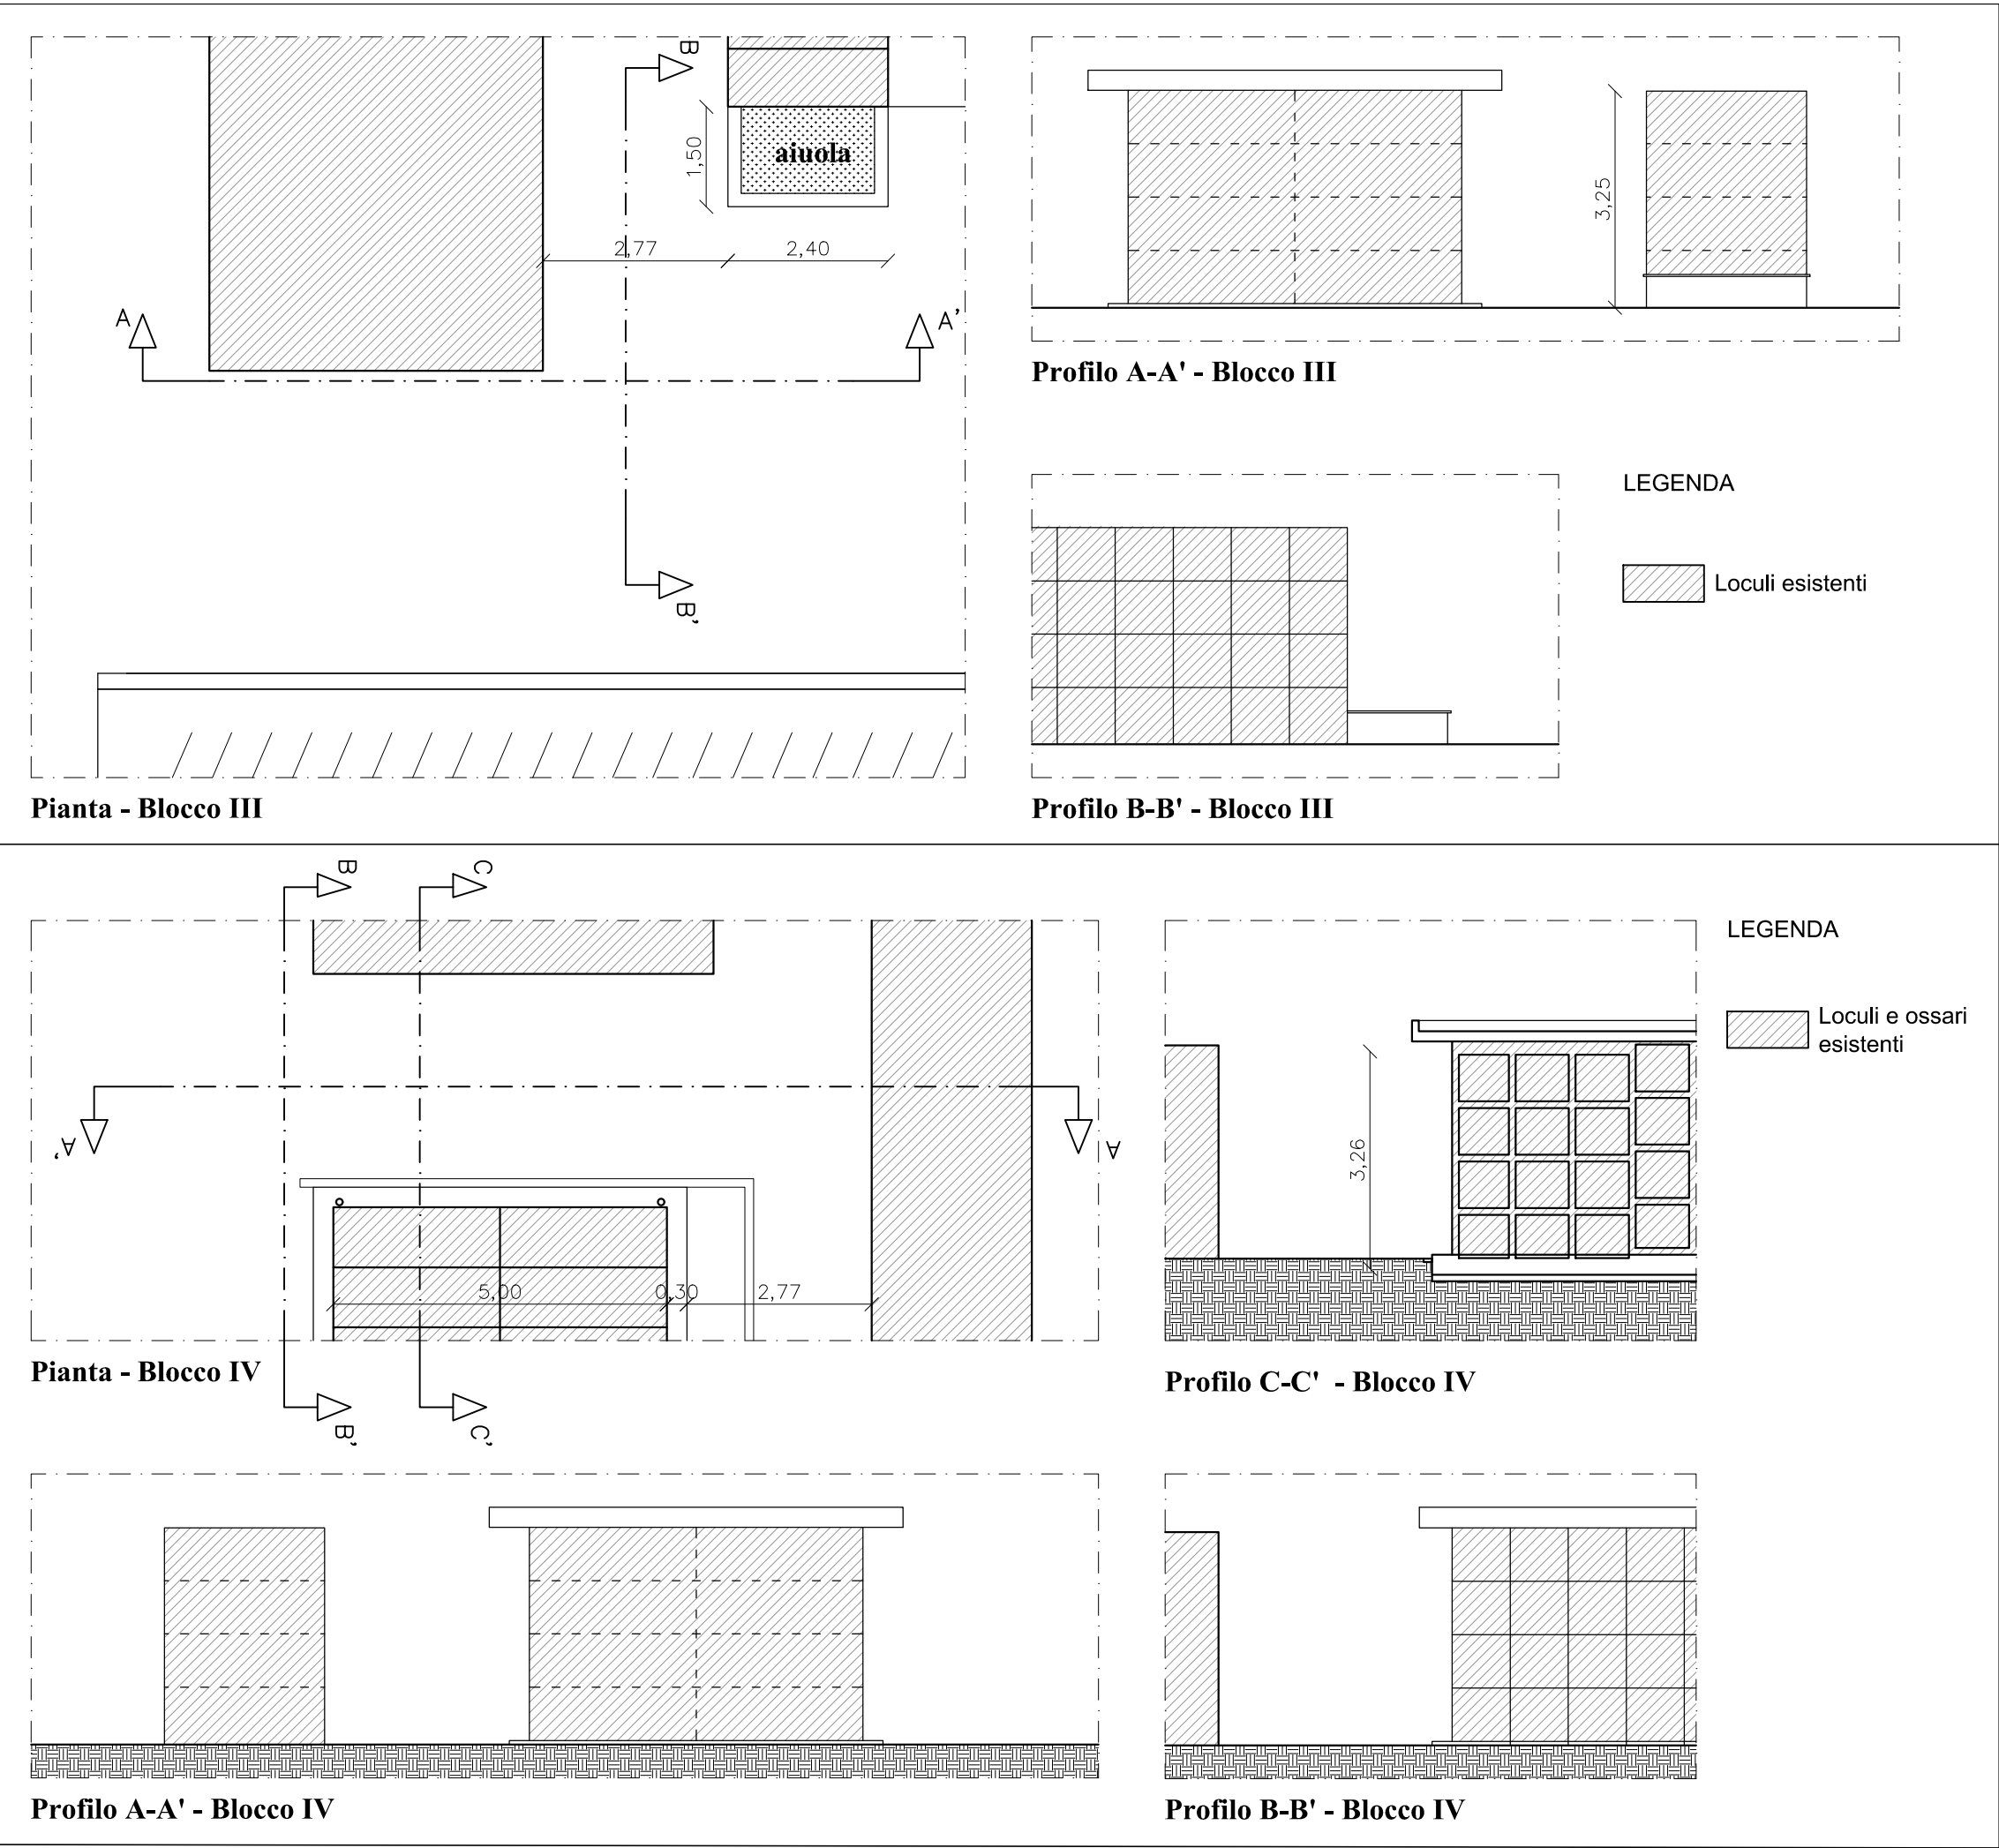 B
aiuola
1,50
2,77
2,40
A
A'
B'
Pianta - Blocco III
3,25
Profilo A-A' - Blocco III
LEGENDA
Loculi esistenti
Profilo B-B' - Blocco III
B
C
A'
A
5,00
0,30
2,77
Pianta - Blocco IV
B'
C'
3,26
LEGENDA
Loculi e ossari
esistenti
Profilo C-C' - Blocco IV
Profilo A-A' - Blocco IV
Profilo B-B' - Blocco IV